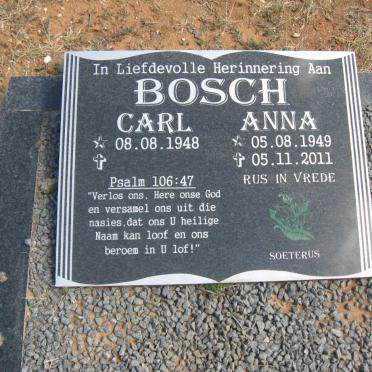 In Liefdevolle Herinnering Aan
BOSCH
CARL
08.08.1948
ANNA
05.08.1949
05.11.2011
Psalm 106:47
"Verlos ons, Here onse God
en versamel ons uit die
nasies,dat ons U heilige
Naam kan loof en ons
beroem in U lof!"
RUS IN VREDE
SOETERUS